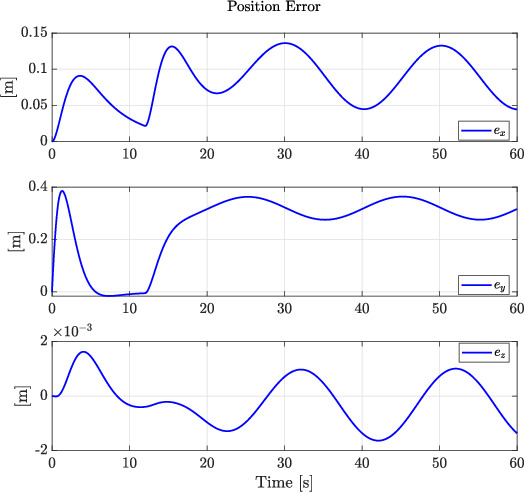 Position Error
0.15
0.1
0.05
0
[m]
e_x
0 10 20 30 40 50 60
0.4
0.2
0
[m]
e_y
0 10 20 30 40 50 60
×10⁻³
2
0
-2
[m]
e_z
0 10 20 30 40 50 60
Time [s]